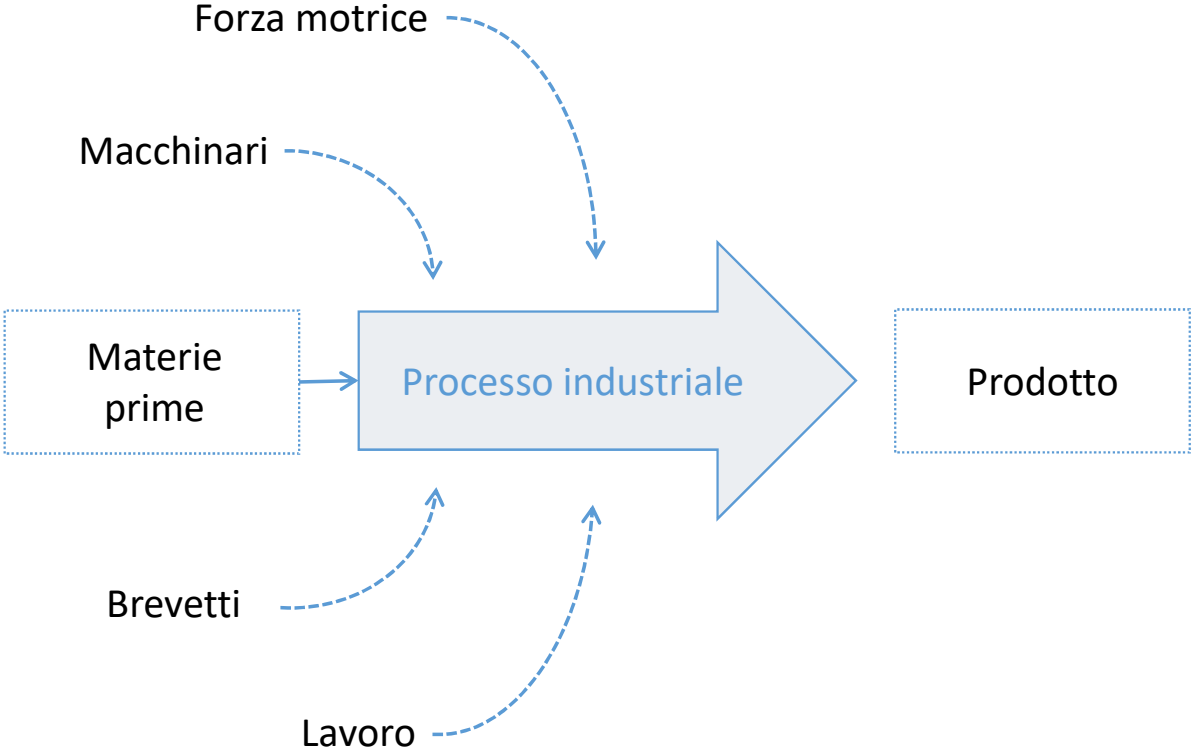 Forza motrice
Macchinari
Materie
prime
Processo industriale
Prodotto
Brevetti
Lavoro